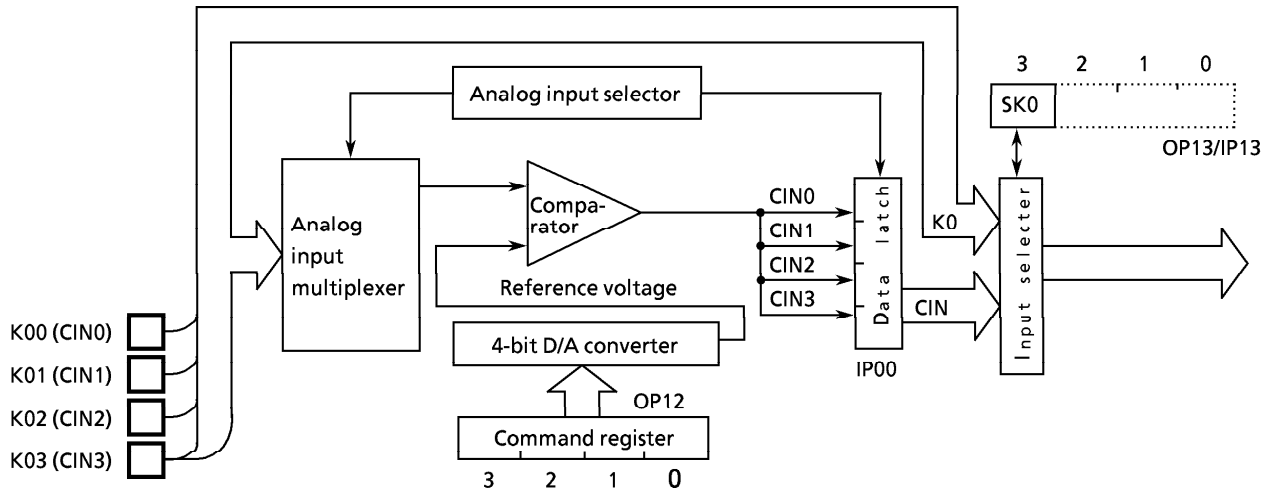 3 2 1 0
SK0
OP13/IP13
Analog input selector
Analog
input
multiplexer
Compa-
rator
CIN0
CIN1
CIN2
CIN3
Data latch
IP00
K0
CIN
Input selecter
Reference voltage
4-bit D/A converter
OP12
Command register
3 2 1 0
K00 (CIN0)
K01 (CIN1)
K02 (CIN2)
K03 (CIN3)